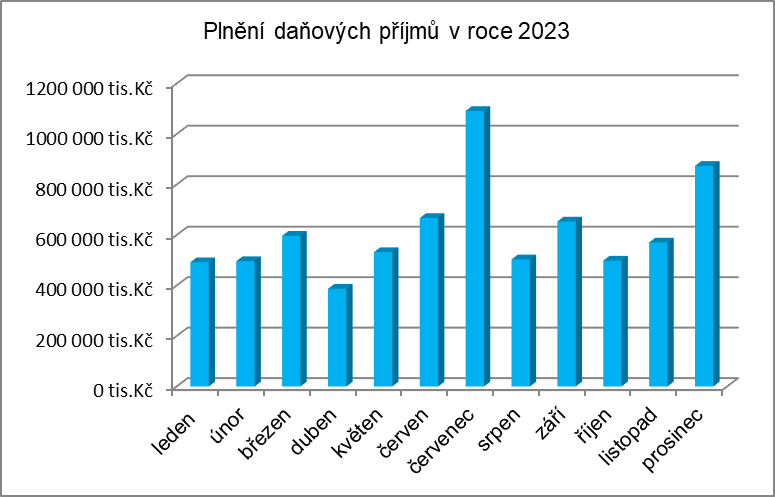 Plnění daňových příjmů v roce 2023
1200 000 tis.Kč
1000 000 tis.Kč
800 000 tis.Kč
600 000 tis.Kč
400 000 tis.Kč
200 000 tis.Kč
0 tis.Kč
leden
únor
březen
duben
květen
červen
červenec
srpen
září
říjen
listopad
prosinec